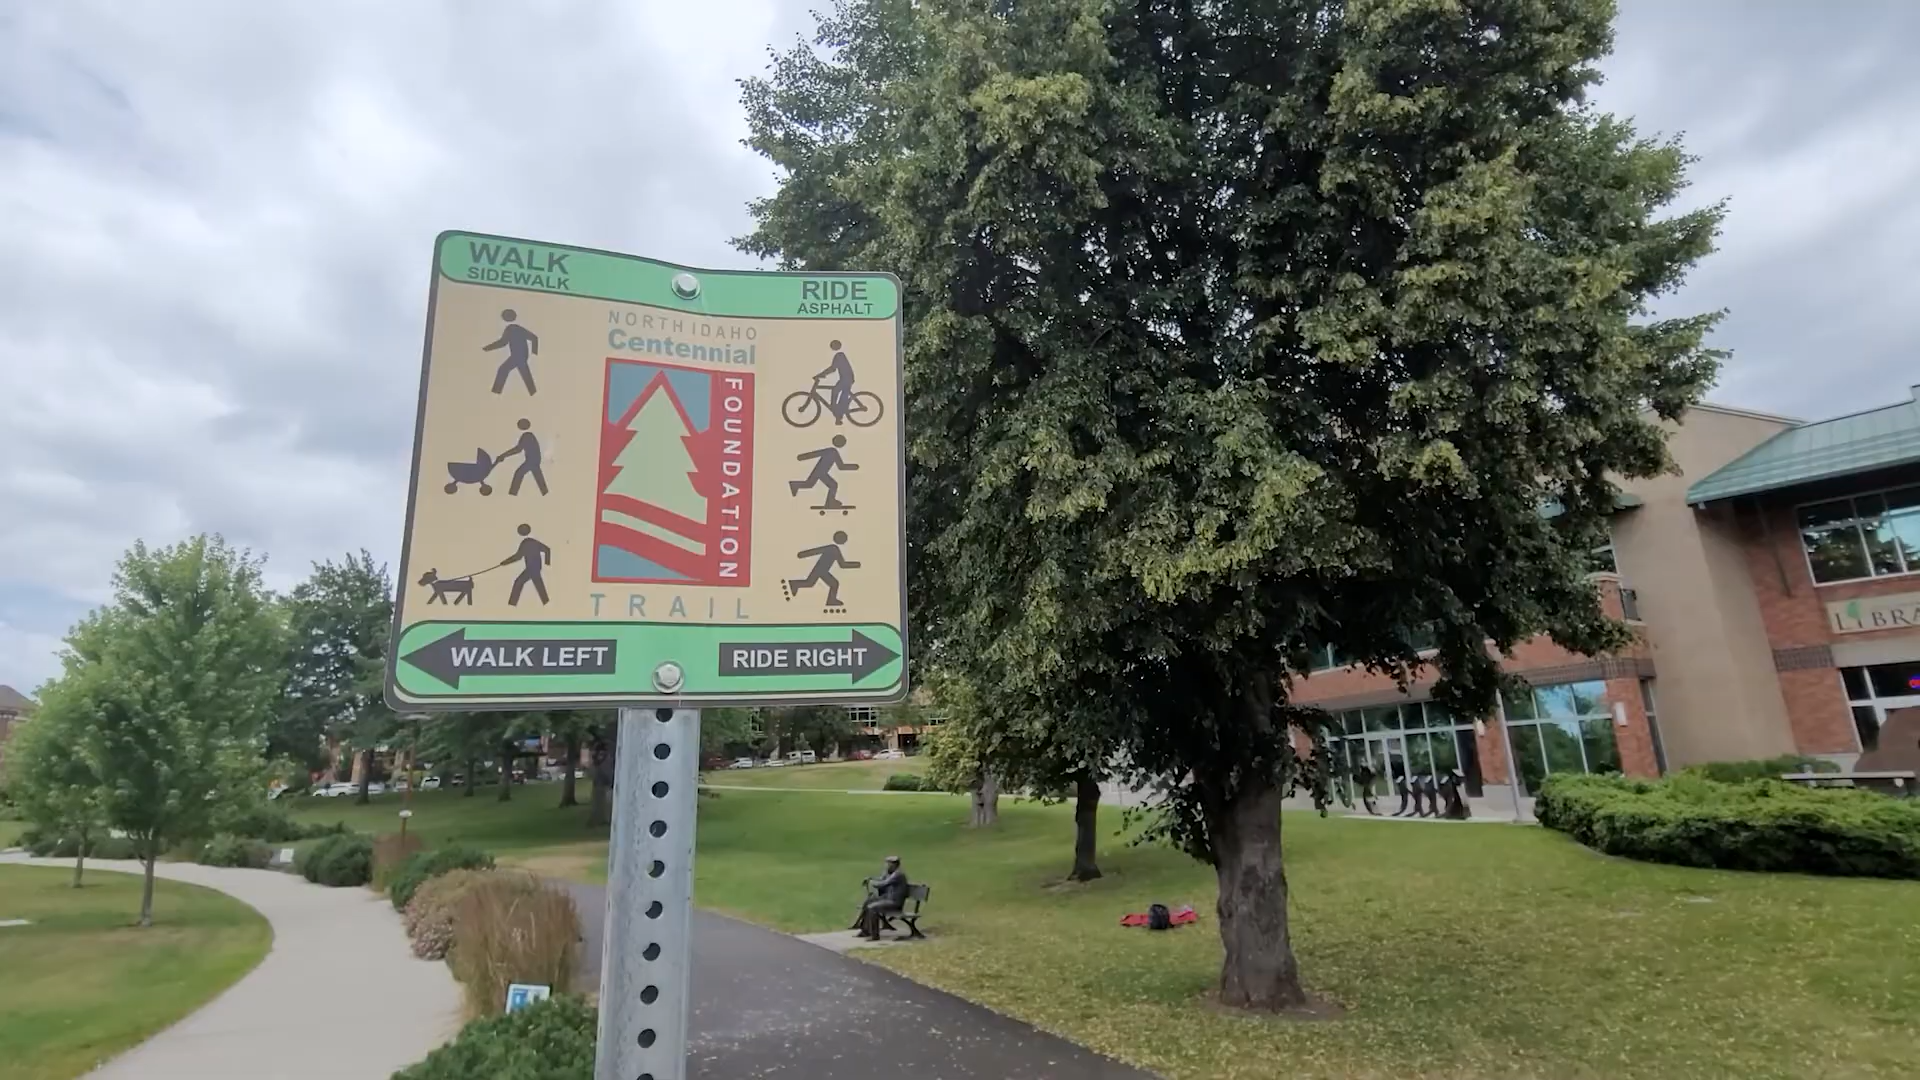 WALK
SIDEWALK
RIDE
ASPHALT
NORTH IDAHO
Centennial
FOUNDATION
TRAIL
WALK LEFT
RIDE RIGHT